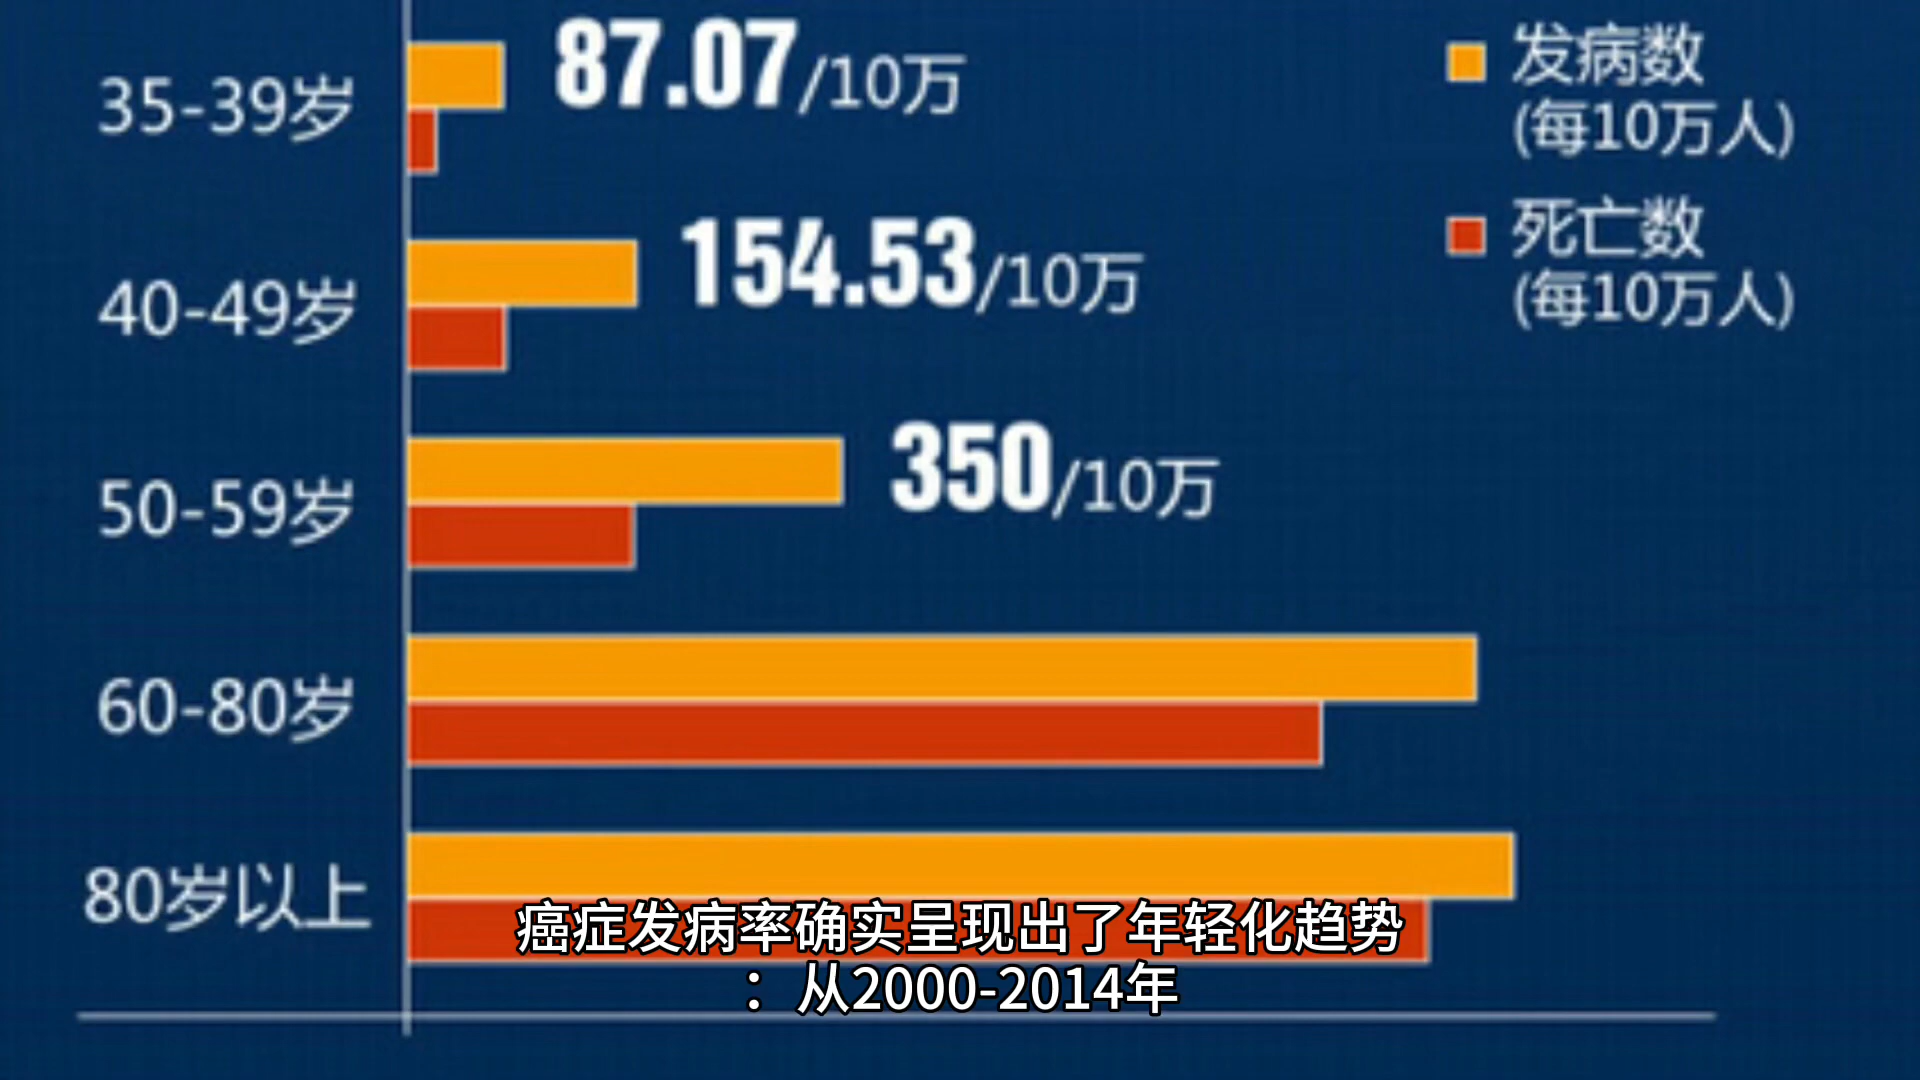 35-39岁
87.07/10万
发病数
(每10万人)
40-49岁
154.53/10万
死亡数
(每10万人)
50-59岁
350/10万
60-80岁
80岁以上
癌症发病率确实呈现出了年轻化趋势
：从2000-2014年